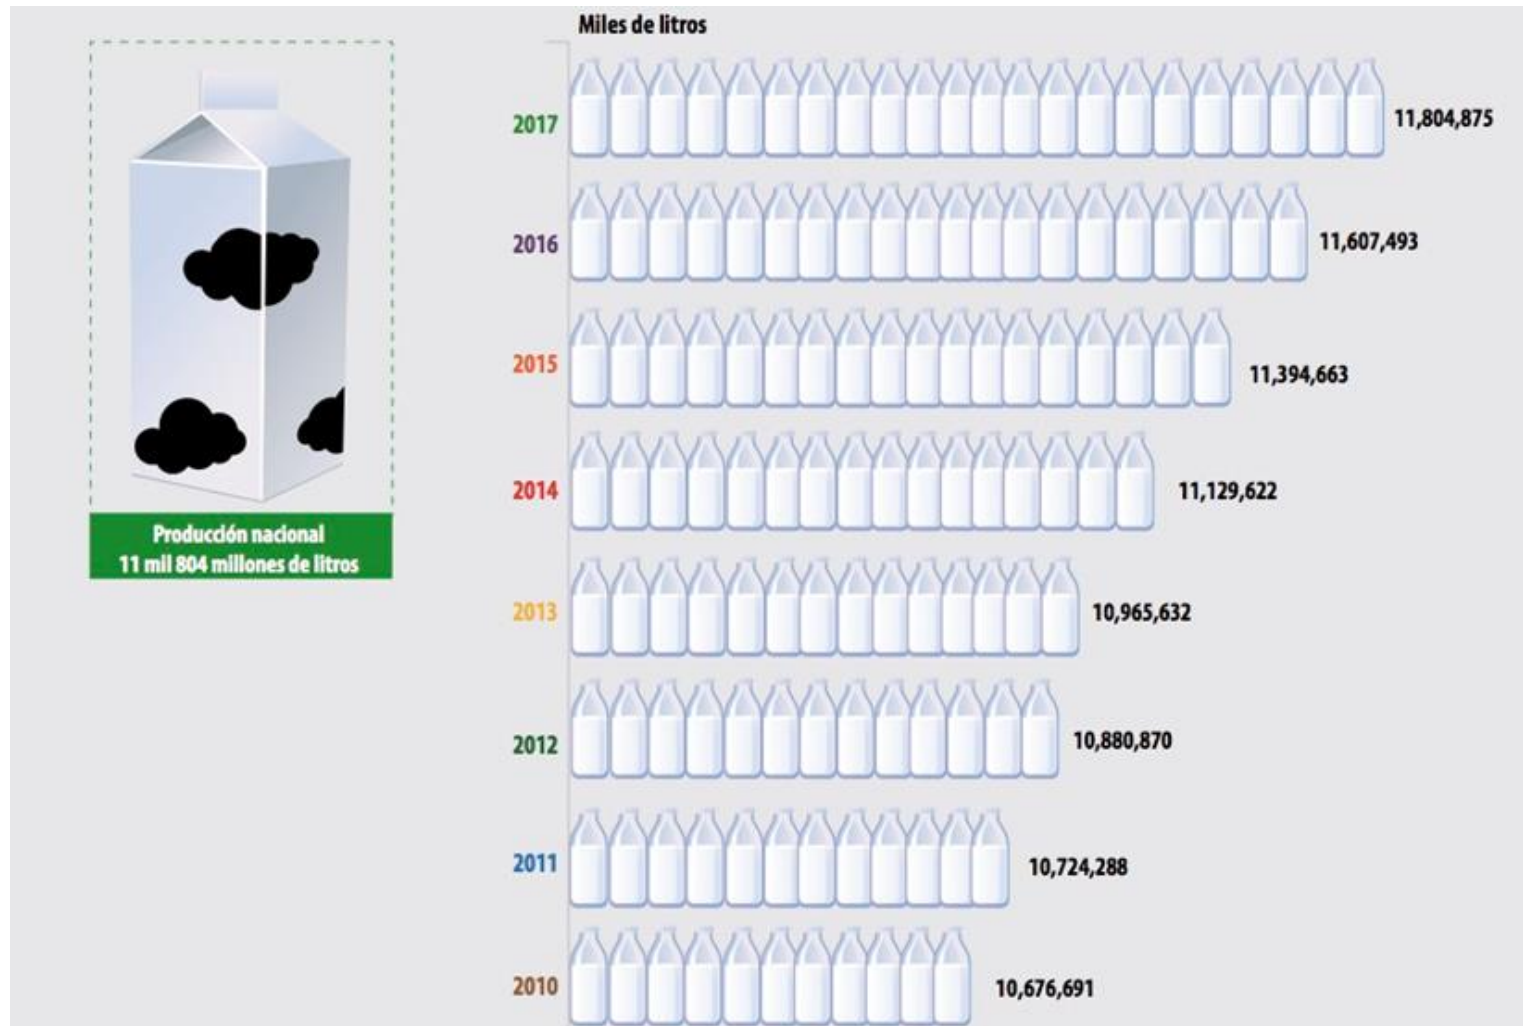 Miles de litros
2017 11,804,875
2016 11,607,493
2015 11,394,663
2014 11,129,622
Producción nacional
11 mil 804 millones de litros
2013 10,965,632
2012 10,880,870
2011 10,724,288
2010 10,676,691